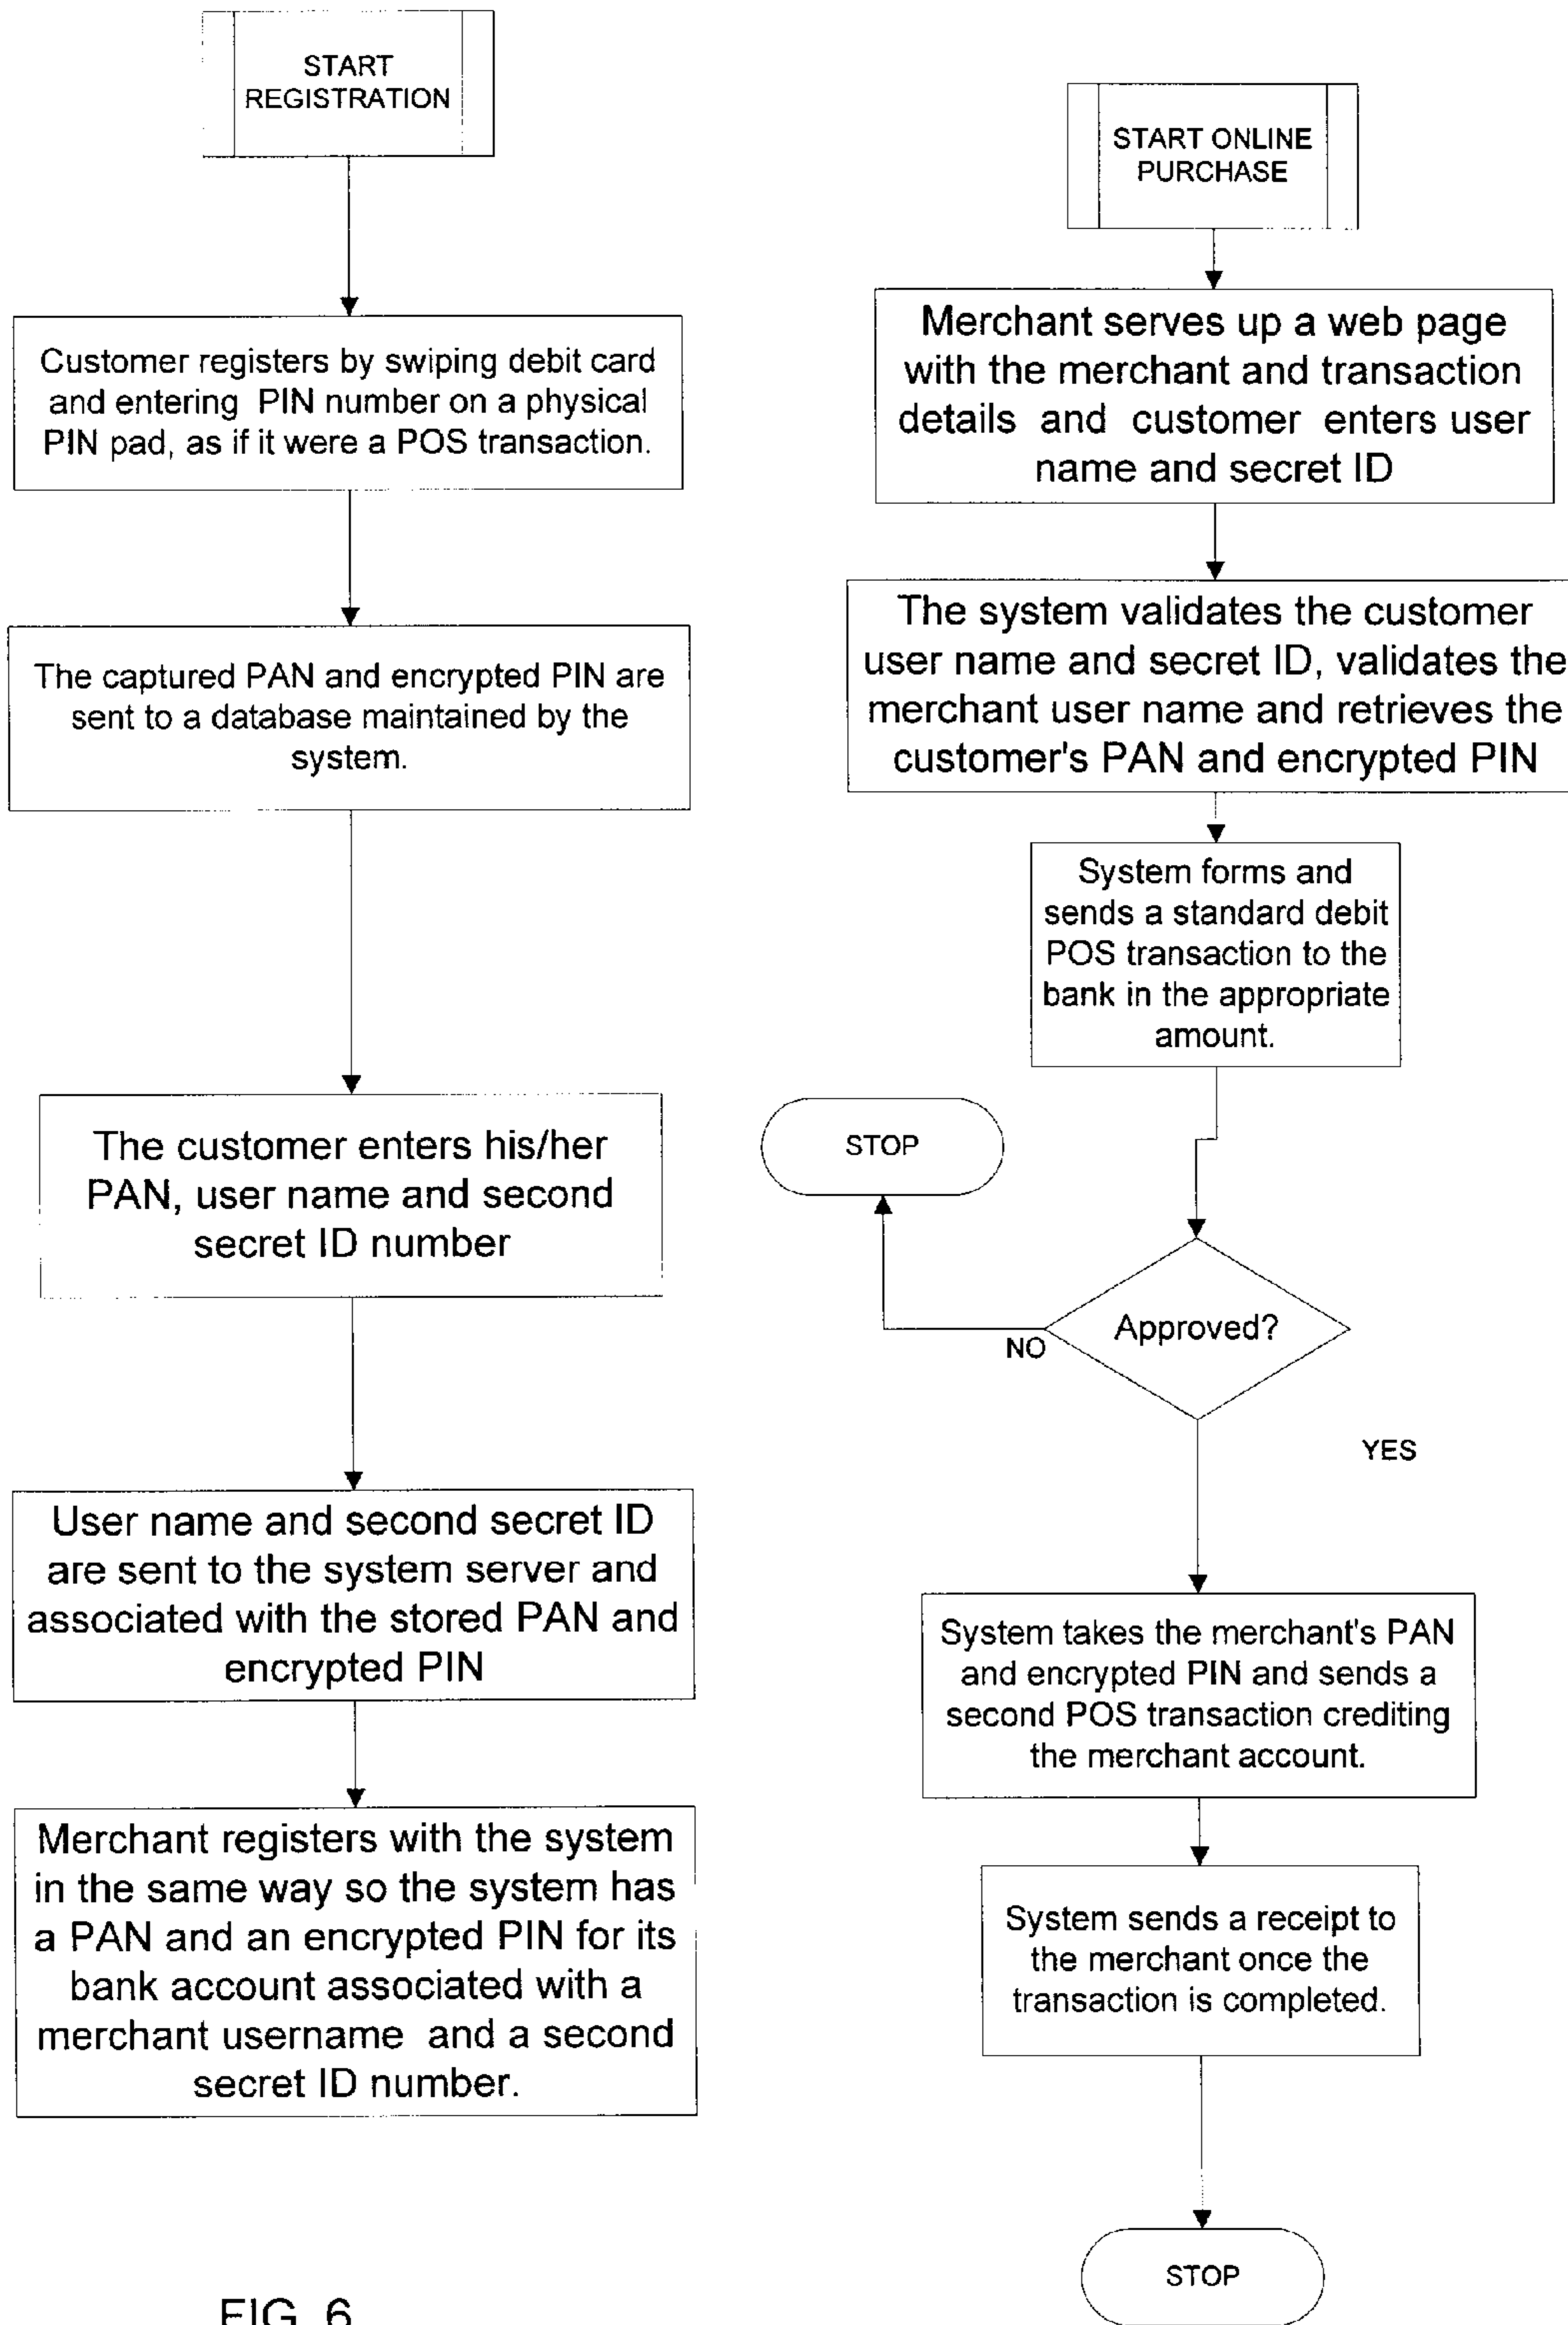 START
REGISTRATION
Customer registers by swiping debit card
and entering PIN number on a physical
PIN pad, as if it were a POS transaction.
The captured PAN and encrypted PIN are
sent to a database maintained by the
system.
The customer enters his/her
PAN, user name and second
secret ID number
User name and second secret ID
are sent to the system server and
associated with the stored PAN and
encrypted PIN
Merchant registers with the system
in the same way so the system has
a PAN and an encrypted PIN for its
bank account associated with a
merchant username and a second
secret ID number.
FIG. 6
START ONLINE
PURCHASE
Merchant serves up a web page
with the merchant and transaction
details and customer enters user
name and secret ID
The system validates the customer
user name and secret ID, validates the
merchant user name and retrieves the
customer's PAN and encrypted PIN
System forms and
sends a standard debit
POS transaction to the
bank in the appropriate
amount.
STOP
Approved?
NO
YES
System takes the merchant's PAN
and encrypted PIN and sends a
second POS transaction crediting
the merchant account.
System sends a receipt to
the merchant once the
transaction is completed.
STOP